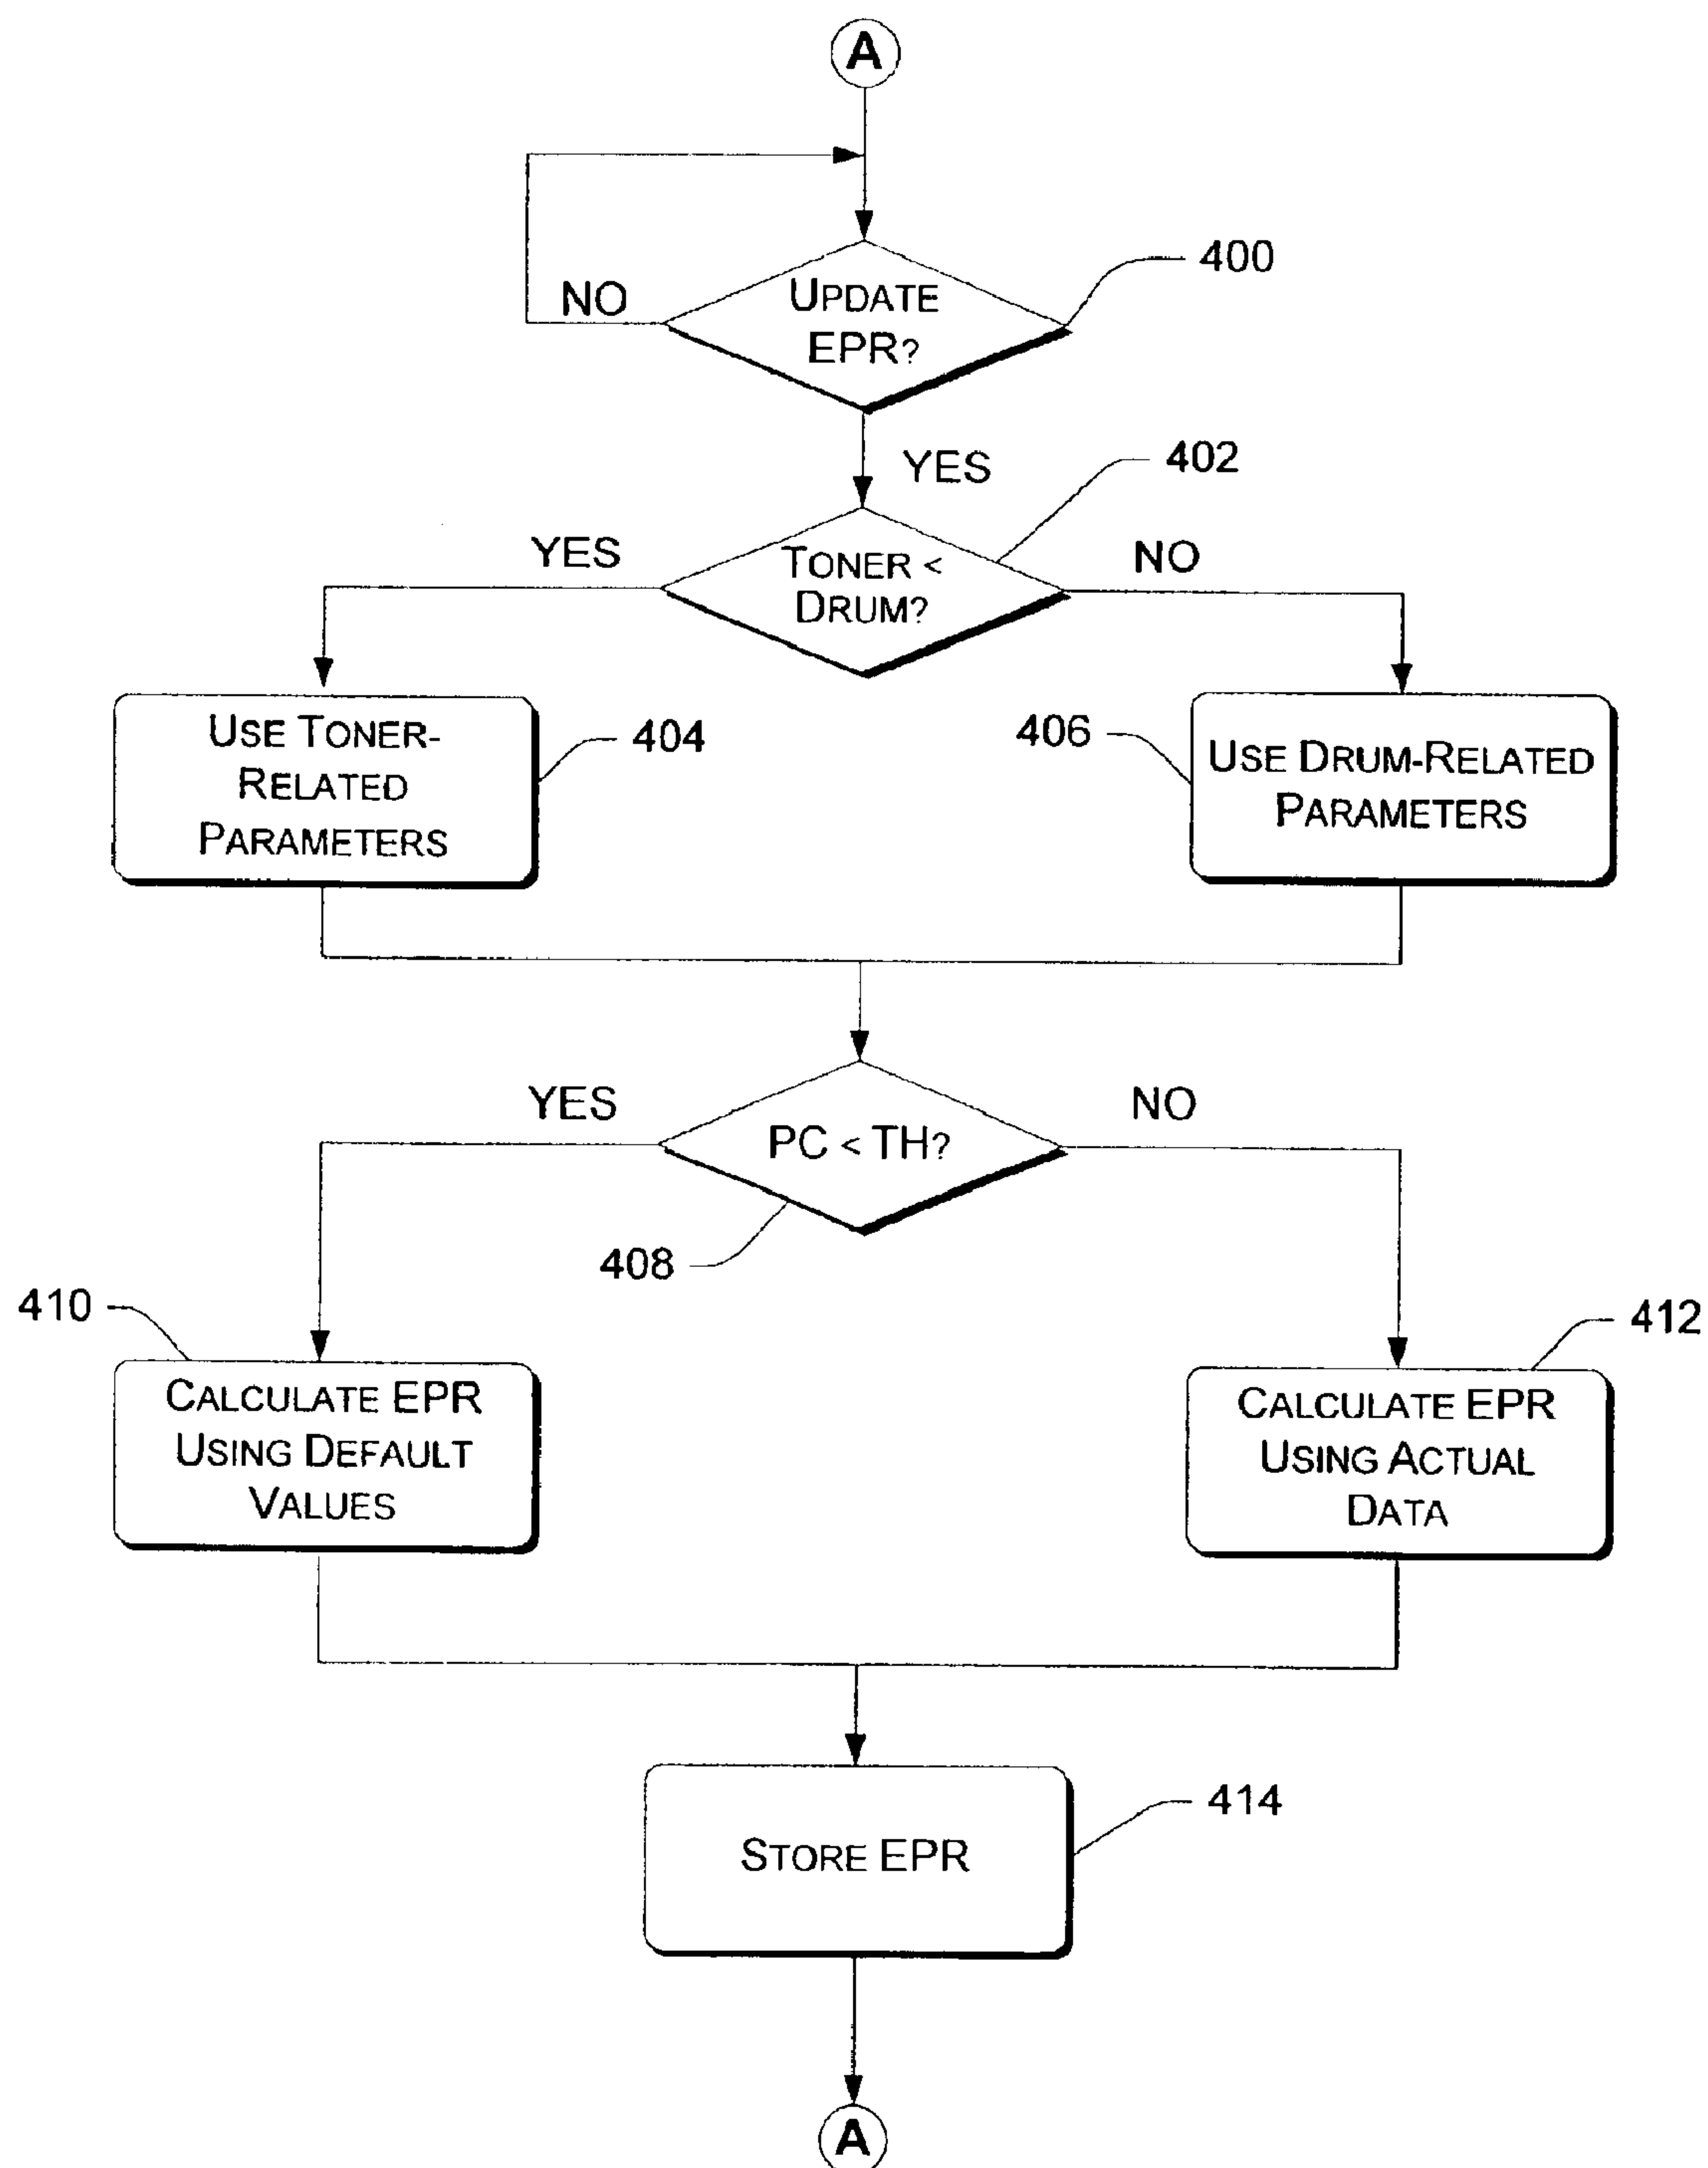 A
400
NO
UPDATE
EPR?
YES
402
YES
TONER <
DRUM?
NO
USE TONER-
RELATED
PARAMETERS
404
406
USE DRUM-RELATED
PARAMETERS
YES
PC < TH?
NO
408
410
412
CALCULATE EPR
USING DEFAULT
VALUES
CALCULATE EPR
USING ACTUAL
DATA
STORE EPR
414
A